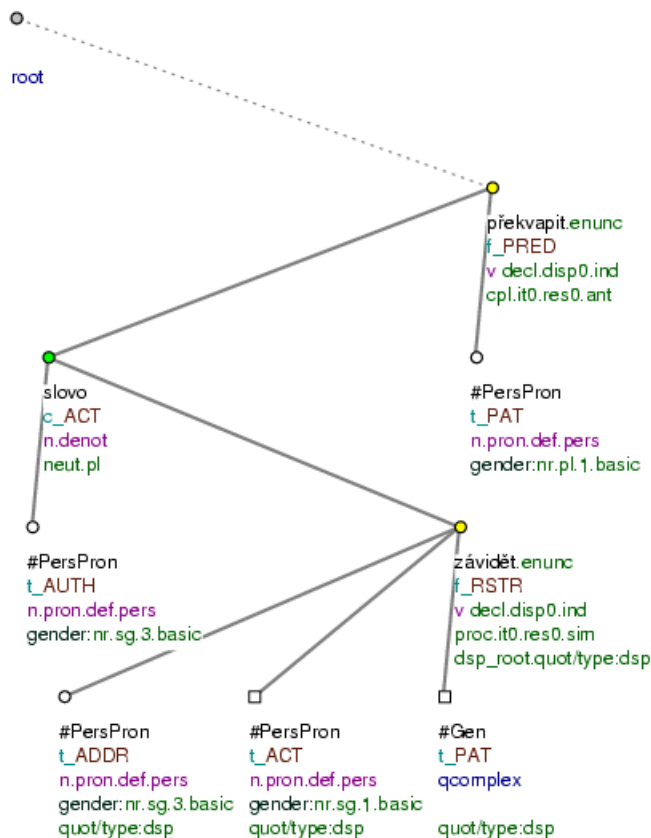 root
překvapit.enunc
f_PRED
v decl.disp0.ind
cpl.it0.res0.ant
slovo
c_ACT
n.denot
neut.pl
#PersPron
t_PAT
n.pron.def.pers
gender:nr.pl.1.basic
#PersPron
t_AUTH
n.pron.def.pers
gender:nr.sg.3.basic
závidět.enunc
f_RSTR
v decl.disp0.ind
proc.it0.res0.sim
dsp_root.quot/type:dsp
#PersPron
t_ADDR
n.pron.def.pers
gender:nr.sg.3.basic
quot/type:dsp
#PersPron
t_ACT
n.pron.def.pers
gender:nr.sg.1.basic
quot/type:dsp
#Gen
t_PAT
qcomplex
quot/type:dsp